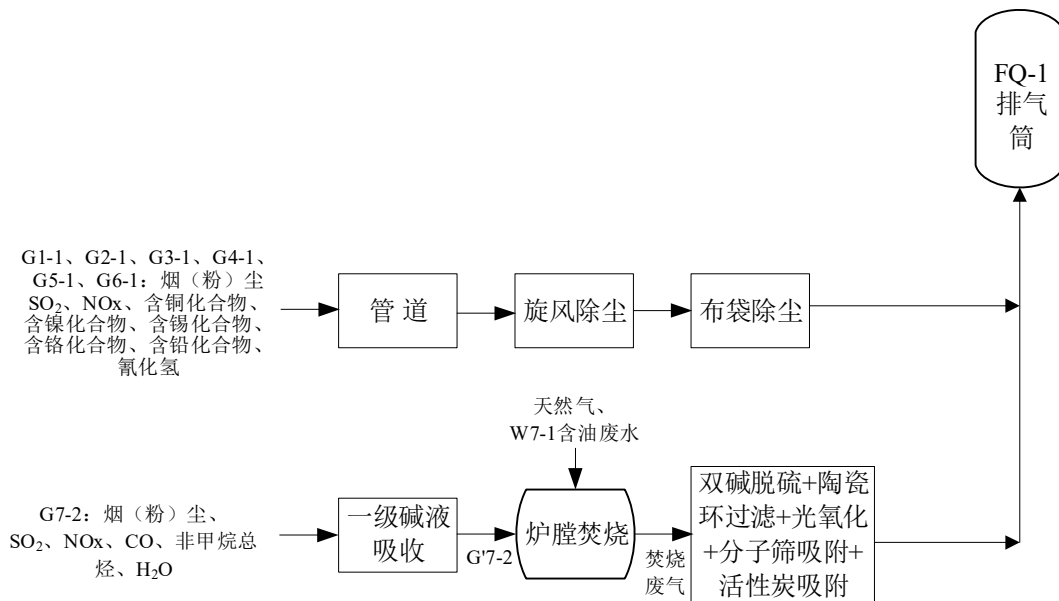 FQ-1
排气
筒
G1-1、G2-1、G3-1、G4-1、
G5-1、G6-1：烟（粉）尘
SO₂、NOx、含铜化合物、
含镍化合物、含锡化合物、
含铬化合物、含铅化合物、
氰化氢
管 道
旋风除尘
布袋除尘
天然气、
W7-1含油废水
G7-2：烟（粉）尘、
SO₂、NOx、CO、非甲烷总
烃、H₂O
一级碱液
吸收
G'7-2
炉膛焚烧
焚烧
废气
双碱脱硫+陶瓷
环过滤+光氧化
+分子筛吸附+
活性炭吸附